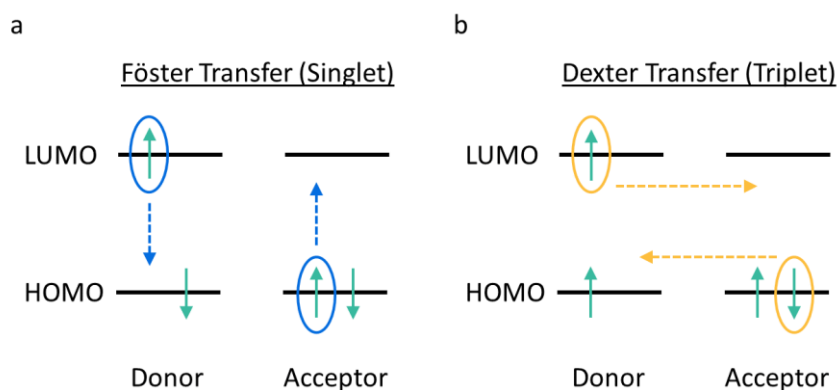 a
b
Föster Transfer (Singlet)
Dexter Transfer (Triplet)
LUMO
LUMO
HOMO
HOMO
Donor
Acceptor
Donor
Acceptor